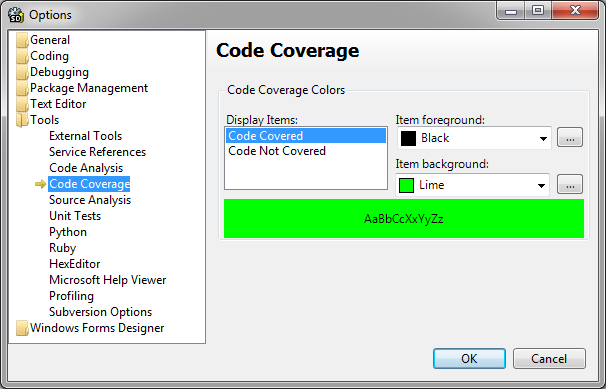 Options
General
Coding
Debugging
Package Management
Text Editor
Tools
External Tools
Service References
Code Analysis
Code Coverage
Source Analysis
Unit Tests
Python
Ruby
HexEditor
Microsoft Help Viewer
Profiling
Subversion Options
Windows Forms Designer
Code Coverage
Code Coverage Colors
Display Items:
Code Covered
Code Not Covered
Item foreground:
Black
...
Item background:
Lime
...
AaBbCcXxYyZz
OK
Cancel